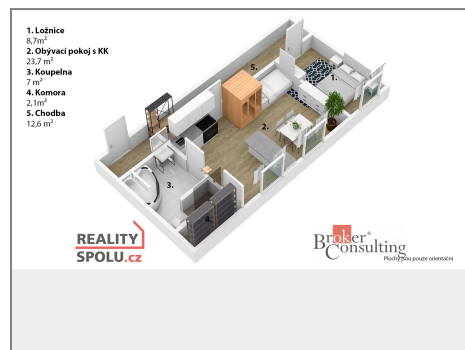 1. Ložnice
8,7m²
2. Obývací pokoj s KK
23,7 m²
3. Koupelna
7 m²
4. Komora
2,1m²
5. Chodba
12,6 m²
5.
1.
2.
3.
REALITY
SPOLU.cz
Broker®
Consulting
Plochy jsou pouze orientační